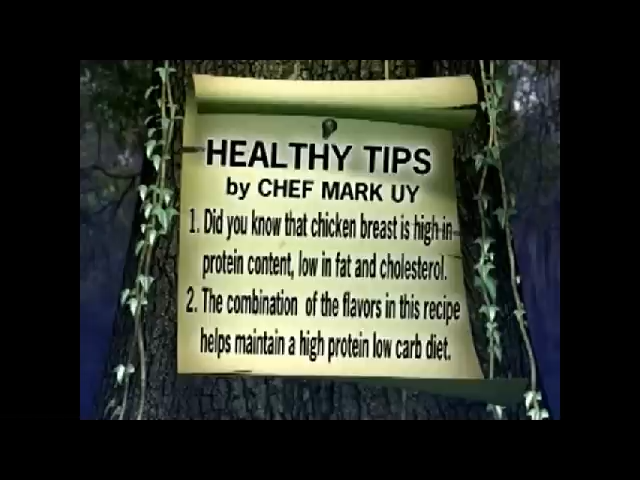 HEALTHY TIPS
by CHEF MARK UY
1. Did you know that chicken breast is high in
protein content, low in fat and cholesterol.
2. The combination of the flavors in this recipe
helps maintain a high protein low carb diet.